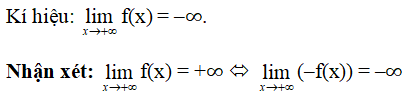 Kí hiệu: lim f(x) = −∞.
x→+∞
Nhận xét: lim f(x) = +∞ ⇔ lim (−f(x)) = −∞
x→+∞ x→+∞